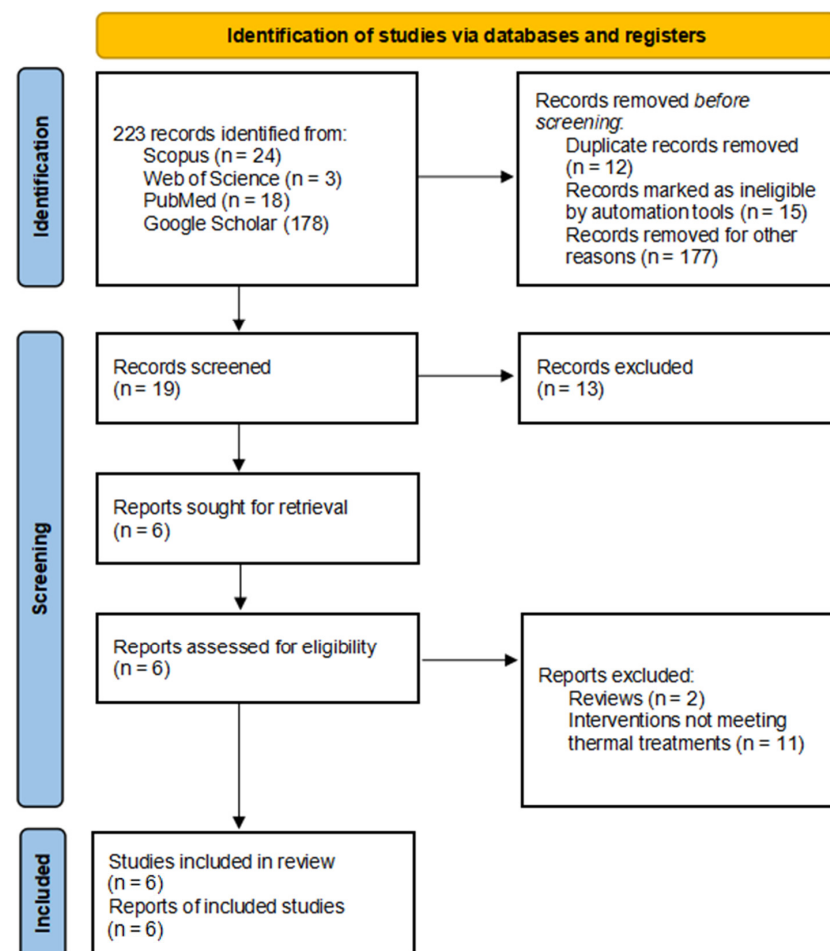 Identification of studies via databases and registers
Identification
223 records identified from:
Scopus (n = 24)
Web of Science (n = 3)
PubMed (n = 18)
Google Scholar (178)
Records removed before
screening:
Duplicate records removed
(n = 12)
Records marked as ineligible
by automation tools (n = 15)
Records removed for other
reasons (n = 177)
Screening
Records screened
(n = 19)
Records excluded
(n = 13)
Reports sought for retrieval
(n = 6)
Reports assessed for eligibility
(n = 6)
Reports excluded:
Reviews (n = 2)
Interventions not meeting
thermal treatments (n = 11)
Included
Studies included in review
(n = 6)
Reports of included studies
(n = 6)